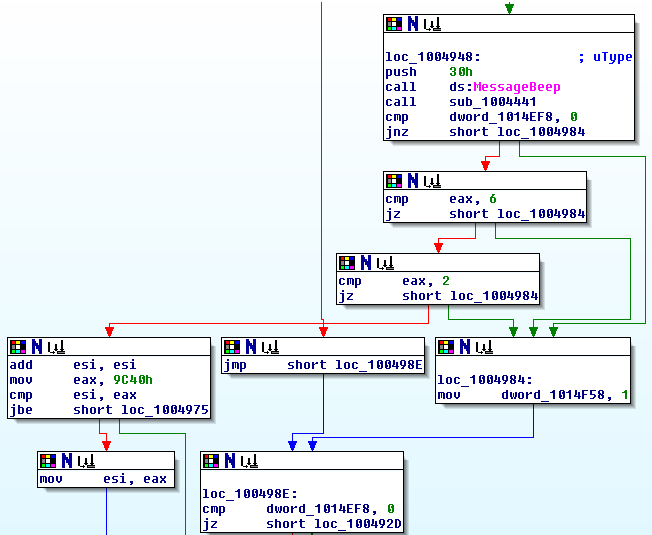 loc_1004948: ; uType
push 30h
call ds:MessageBeep
call sub_1004441
cmp dword_1014EF8, 0
jnz short loc_1004984
cmp eax, 6
jz short loc_1004984
cmp eax, 2
jz short loc_1004984
add esi, esi
mov eax, 9C40h
cmp esi, eax
jbe short loc_1004975
jmp short loc_100498E
loc_1004984:
mov dword_1014F58, 1
mov esi, eax
loc_100498E:
cmp dword_1014EF8, 0
jz short loc_100492D